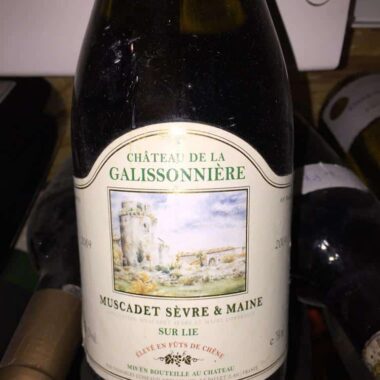 CHÂTEAU DE LA
GALISSONNIÈRE
2009
MUSCADET SÈVRE & MAINE
SUR LIE
ÉLEVÉ EN FÛTS DE CHÊNE
MIS EN BOUTEILLE AU CHATEAU